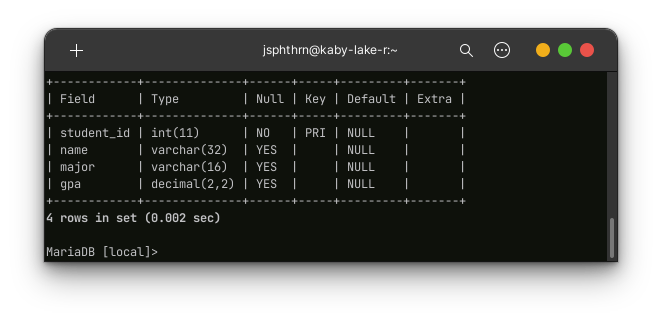 jsphthrn@kaby-lake-r:~
+------------+--------------+------+-----+---------+-------+
| Field      | Type         | Null | Key | Default | Extra |
+------------+--------------+------+-----+---------+-------+
| student_id | int(11)      | NO   | PRI | NULL    |       |
| name       | varchar(32)  | YES  |     | NULL    |       |
| major      | varchar(16)  | YES  |     | NULL    |       |
| gpa        | decimal(2,2) | YES  |     | NULL    |       |
+------------+--------------+------+-----+---------+-------+
4 rows in set (0.002 sec)
MariaDB [local]>